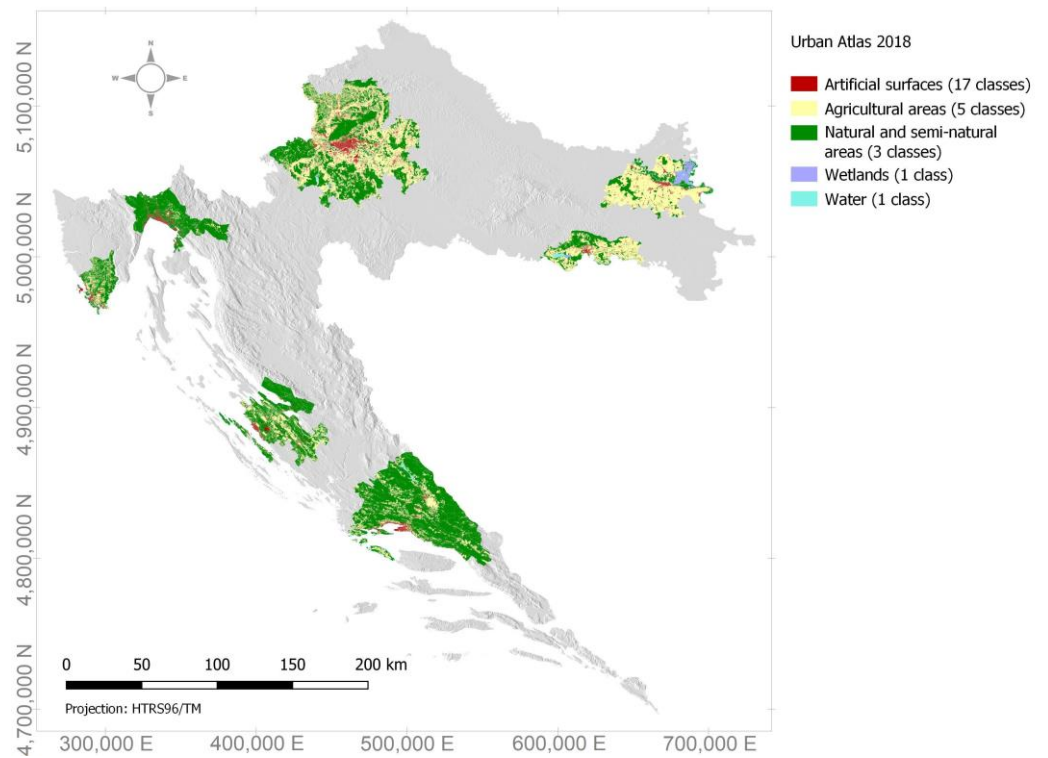 N
W
E
S
5,100,000 N
5,000,000 N
4,900,000 N
4,800,000 N
4,700,000 N
0 50 100 150 200 km
Projection: HTRS96/TM
300,000 E 400,000 E 500,000 E 600,000 E 700,000 E
Urban Atlas 2018
Artificial surfaces (17 classes)
Agricultural areas (5 classes)
Natural and semi-natural
areas (3 classes)
Wetlands (1 class)
Water (1 class)